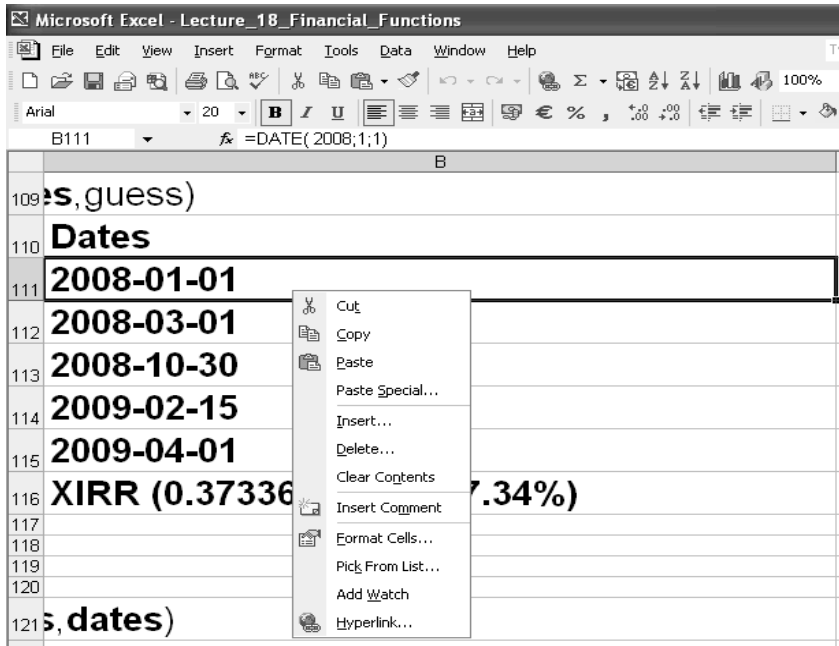 Microsoft Excel - Lecture_18_Financial_Functions
File Edit View Insert Format Tools Data Window Help
100%
Arial 20 B I U € % ,
B111 fx =DATE( 2008;1;1)
B
109 es,guess)
110 Dates
111 2008-01-01
112 2008-03-01
113 2008-10-30
114 2009-02-15
115 2009-04-01
116 XIRR (0.37336 7.34%)
117
118
119
120
121 s,dates)
Cut
Copy
Paste
Paste Special...
Insert...
Delete...
Clear Contents
Insert Comment
Format Cells...
Pick From List...
Add Watch
Hyperlink...